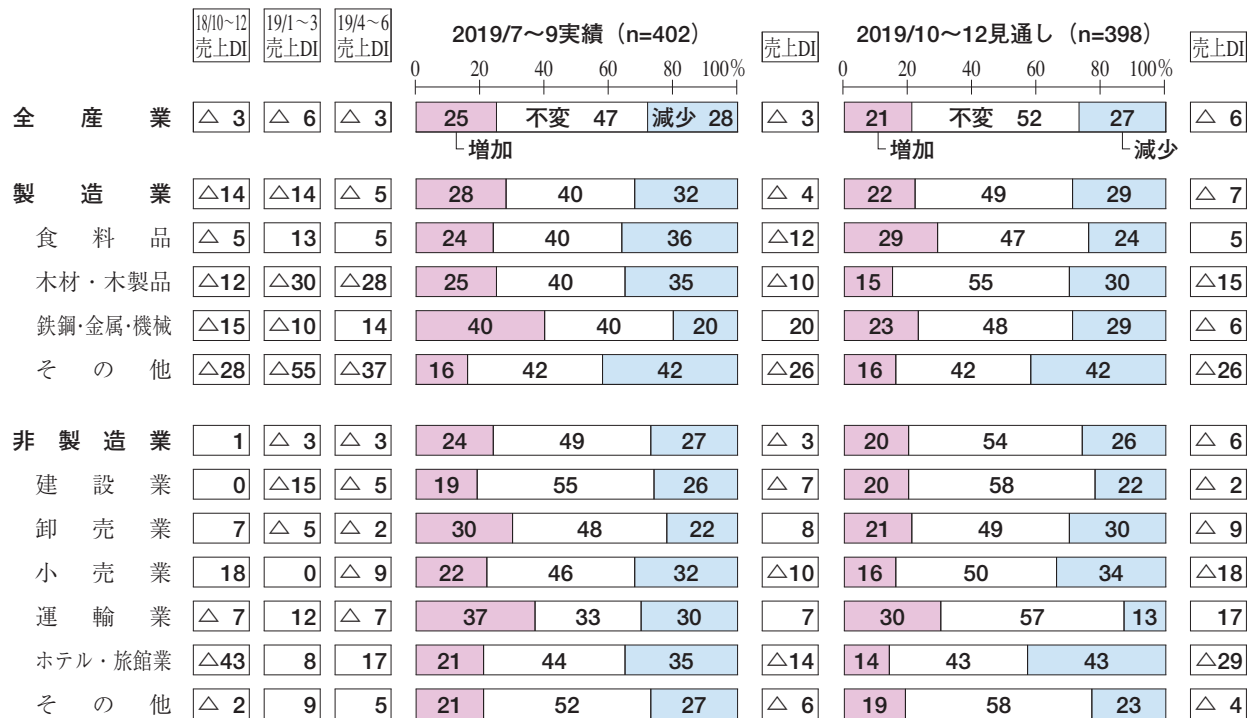 18/10~12 売上DI 19/1~3 売上DI 19/4~6 売上DI 2019/7~9実績（n=402） 売上DI 2019/10~12見通し（n=398） 売上DI
0 20 40 60 80 100% 0 20 40 60 80 100%
全産業 △3 △6 △3 25 不変 47 減少 28 △3 21 不変 52 27 △6
増加 増加 減少
製造業 △14 △14 △5 28 40 32 △4 22 49 29 △7
食料品 △5 13 5 24 40 36 △12 29 47 24 5
木材・木製品 △12 △30 △28 25 40 35 △10 15 55 30 △15
鉄鋼・金属・機械 △15 △10 14 40 40 20 20 23 48 29 △6
その他 △28 △55 △37 16 42 42 △26 16 42 42 △26
非製造業 1 △3 △3 24 49 27 △3 20 54 26 △6
建設業 0 △15 △5 19 55 26 △7 20 58 22 △2
卸売業 7 △5 △2 30 48 22 8 21 49 30 △9
小売業 18 0 △9 22 46 32 △10 16 50 34 △18
運輸業 △7 12 △7 37 33 30 7 30 57 13 17
ホテル・旅館業 △43 8 17 21 44 35 △14 14 43 43 △29
その他 △2 9 5 21 52 27 △6 19 58 23 △4